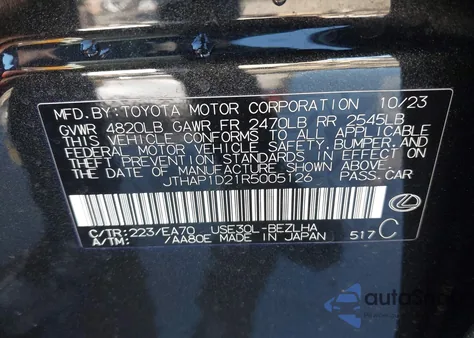 MFD. BY: TOYOTA MOTOR CORPORATION 10/23
GVWR 4820LB GAWR FR 2470LB RR 2545LB
THIS VEHICLE CONFORMS TO ALL APPLICABLE
FEDERAL MOTOR VEHICLE SAFETY, BUMPER, AND
THEFT PREVENTION STANDARDS IN EFFECT ON
THE DATE OF MANUFACTURE SHOWN ABOVE.
JTHAP1D21R5005126 PASS. CAR
C/TR: 223/EA70 USE30L-BEZLHA
A/TM: -/AA80E MADE IN JAPAN 517 C